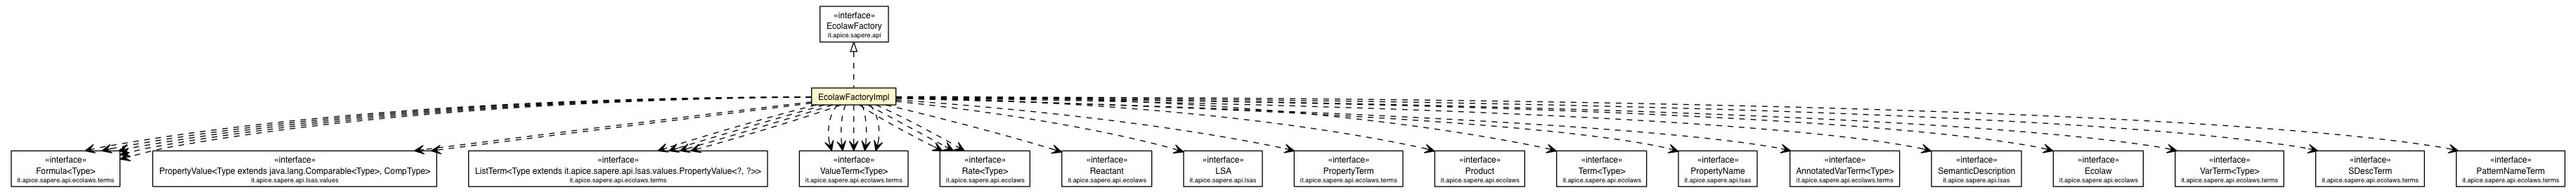 «interface»
EcolawFactory
it.apice.sapere.api
EcolawFactoryImpl
«interface»
Formula<Type>
it.apice.sapere.api.ecolaws.terms
«interface»
PropertyValue<Type extends java.lang.Comparable<Type>, CompType>
it.apice.sapere.api.lsas.values
«interface»
ListTerm<Type extends it.apice.sapere.api.lsas.values.PropertyValue<?, ?>>
it.apice.sapere.api.ecolaws.terms
«interface»
ValueTerm<Type>
it.apice.sapere.api.ecolaws.terms
«interface»
Rate<Type>
it.apice.sapere.api.ecolaws
«interface»
Reactant
it.apice.sapere.api.ecolaws
«interface»
LSA
it.apice.sapere.api.lsas
«interface»
PropertyTerm
it.apice.sapere.api.ecolaws.terms
«interface»
Product
it.apice.sapere.api.ecolaws
«interface»
Term<Type>
it.apice.sapere.api.ecolaws
«interface»
PropertyName
it.apice.sapere.api.lsas
«interface»
AnnotatedVarTerm<Type>
it.apice.sapere.api.ecolaws.terms
«interface»
SemanticDescription
it.apice.sapere.api.lsas
«interface»
Ecolaw
it.apice.sapere.api.ecolaws
«interface»
VarTerm<Type>
it.apice.sapere.api.ecolaws.terms
«interface»
SDescTerm
it.apice.sapere.api.ecolaws.terms
«interface»
PatternNameTerm
it.apice.sapere.api.ecolaws.terms